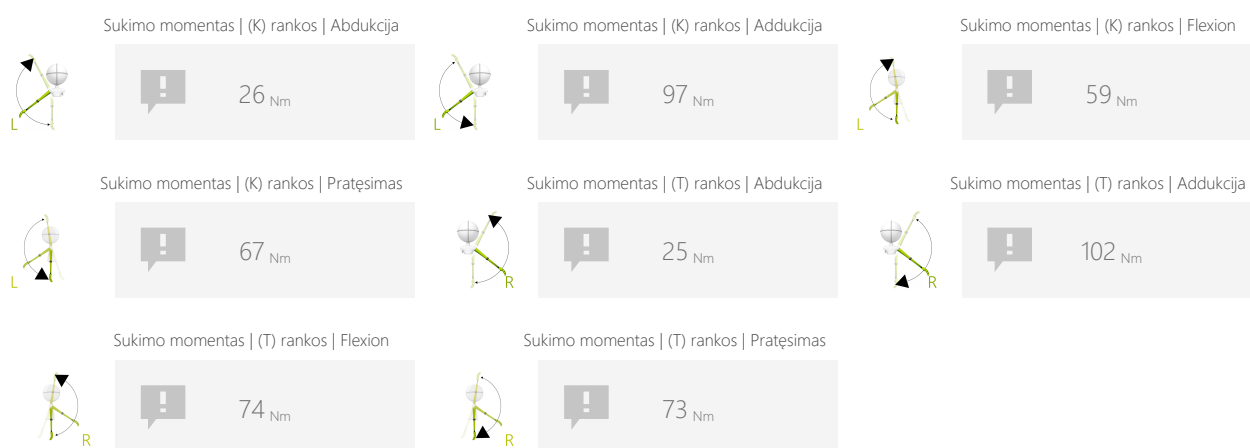 Sukimo momentas | (K) rankos | Abdukcija
Sukimo momentas | (K) rankos | Addukcija
Sukimo momentas | (K) rankos | Flexion
L
26 Nm
L
97 Nm
L
59 Nm
Sukimo momentas | (K) rankos | Pratęsimas
Sukimo momentas | (T) rankos | Abdukcija
Sukimo momentas | (T) rankos | Addukcija
L
67 Nm
R
25 Nm
R
102 Nm
Sukimo momentas | (T) rankos | Flexion
Sukimo momentas | (T) rankos | Pratęsimas
R
74 Nm
R
73 Nm